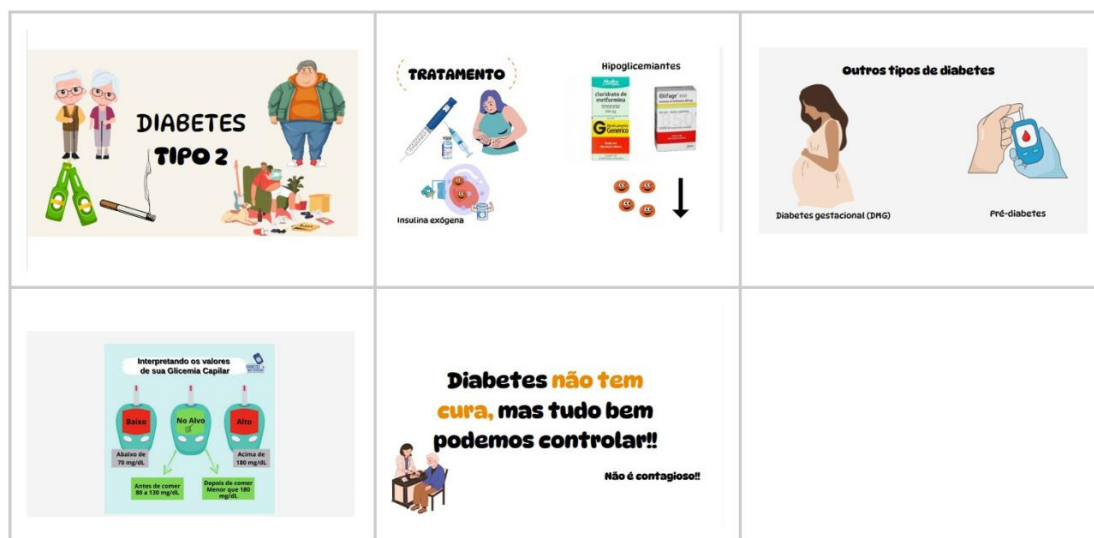 DIABETES
TIPO 2
TRATAMENTO
Insulina exógena
Hipoglicemiantes
Medley
cloridrato de
metformina
G
Medicamento
Genérico
Glifage
Outros tipos de diabetes
Diabetes gestacional (DMG)
Pré-diabetes
Interpretando os valores
de sua Glicemia Capilar
Baixo
No Alvo
Alto
Abaixo de
70 mg/dL
Acima de
180 mg/dL
Antes de comer
80 a 130 mg/dL
Depois de comer
Menor que 180
mg/dL
Diabetes não tem
cura, mas tudo bem
podemos controlar!!
Não é contagioso!!